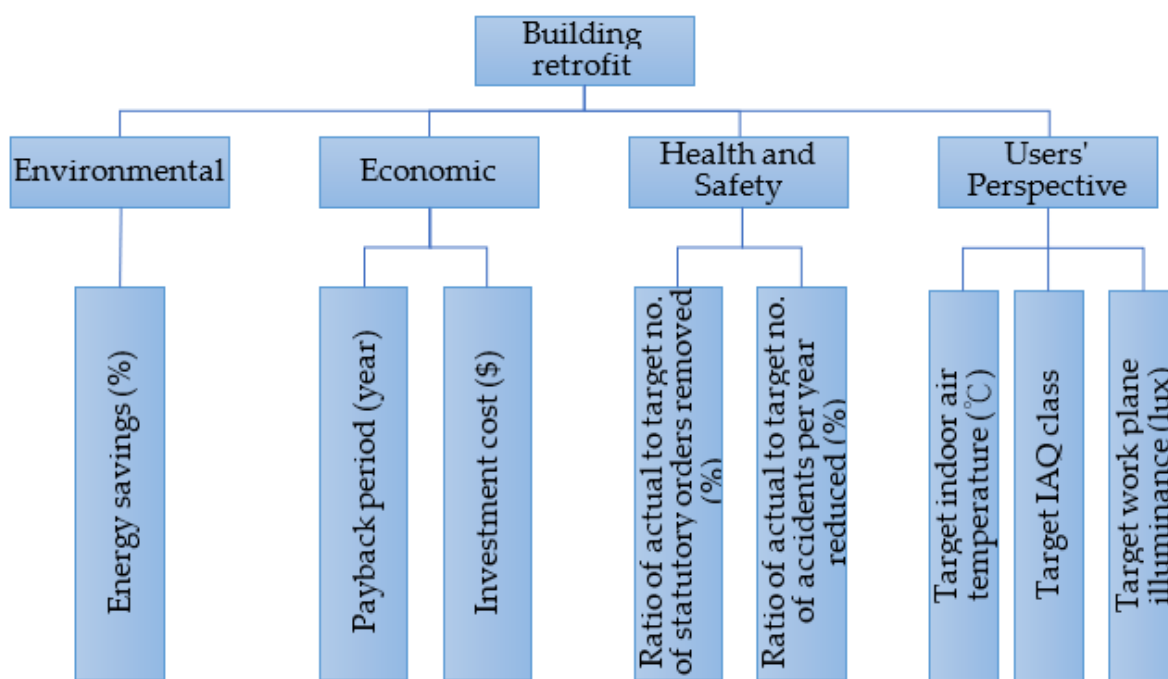 Building
retrofit
Environmental
Economic
Health and
Safety
Users'
Perspective
Energy savings (%)
Payback period (year)
Investment cost ($)
Ratio of actual to target no.
of statutory orders removed
(%)
Ratio of actual to target no.
of accidents per year
reduced (%)
Target indoor air
temperature (℃)
Target IAQ class
Target work plane
illuminance (lux)